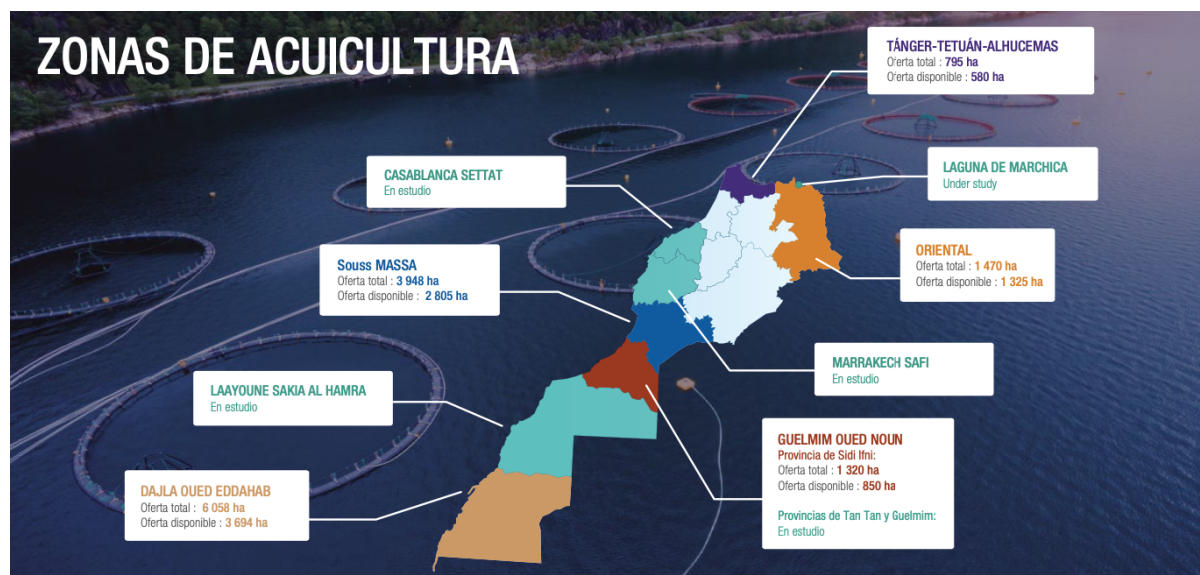 ZONAS DE ACUICULTURA
TÁNGER-TETUÁN-ALHUCEMAS
Oferta total : 795 ha
Oferta disponible : 580 ha
CASABLANCA SETTAT
En estudio
LAGUNA DE MARCHICA
Under study
Souss MASSA
Oferta total : 3 948 ha
Oferta disponible : 2 805 ha
ORIENTAL
Oferta total : 1 470 ha
Oferta disponible : 1 325 ha
MARRAKECH SAFI
En estudio
LAAYOUNE SAKIA AL HAMRA
En estudio
GUELMIM OUED NOUN
Provincia de Sidi Ifni:
Oferta total : 1 320 ha
Oferta disponible : 850 ha
Provincias de Tan Tan y Guelmim:
En estudio
DAJLA OUED EDDAHAB
Oferta total : 6 058 ha
Oferta disponible : 3 694 ha